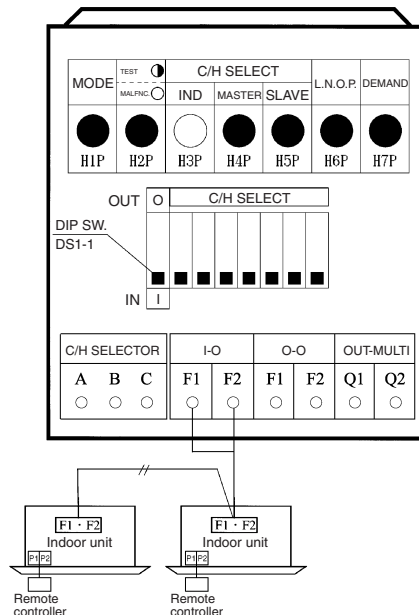 MODE TEST C/H SELECT L.N.O.P. DEMAND
MALFNC. IND MASTER SLAVE
H1P H2P H3P H4P H5P H6P H7P
OUT O C/H SELECT
DIP SW.
DS1-1
IN I
C/H SELECTOR I-O O-O OUT-MULTI
A B C F1 F2 F1 F2 Q1 Q2
F1 · F2 F1 · F2
Indoor unit Indoor unit
P1 P2 P1 P2
Remote Remote
controller controller